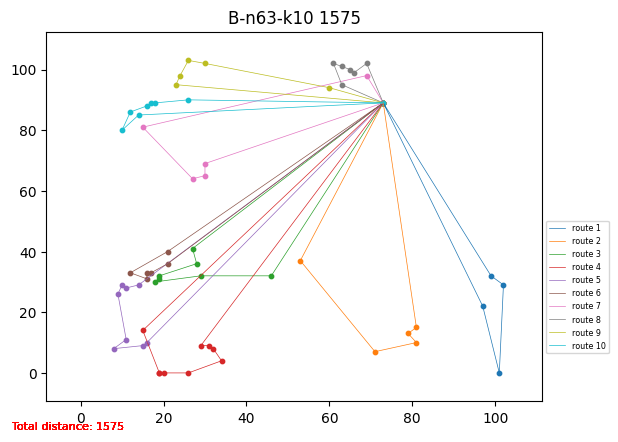 B-n63-k10 1575
100
80
60
40
20
0
0
20
40
60
80
100
route 1
route 2
route 3
route 4
route 5
route 6
route 7
route 8
route 9
route 10
Total distance: 1575